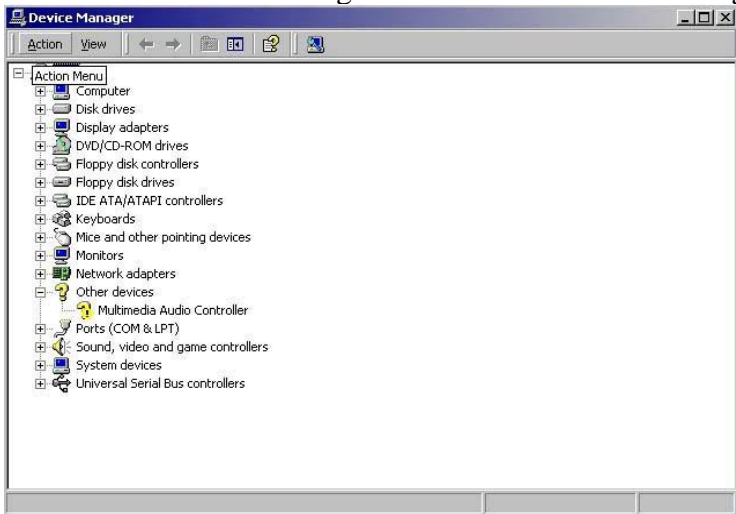 Device Manager
Action View
Action Menu
Computer
Disk drives
Display adapters
DVD/CD-ROM drives
Floppy disk controllers
Floppy disk drives
IDE ATA/ATAPI controllers
Keyboards
Mice and other pointing devices
Monitors
Network adapters
Other devices
Multimedia Audio Controller
Ports (COM & LPT)
Sound, video and game controllers
System devices
Universal Serial Bus controllers